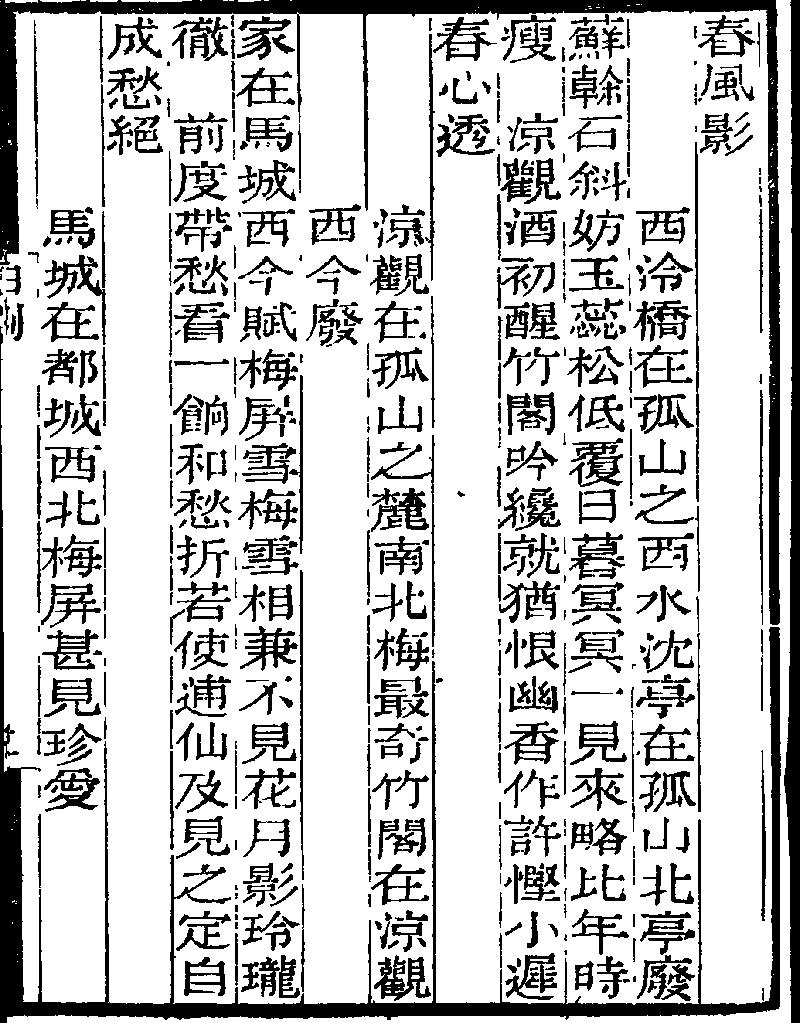 春風影
西泠橋在孤山之西水沈亭在孤山北亭廢
蘚榦石斜妨玉蕊松低覆日暮冥冥一見來略比年時
瘦　涼觀酒初醒竹閣吟纔就猶恨幽香作許慳小遲
春心透
涼觀在孤山之麓南北梅最奇竹閣在涼觀
西今廢
家在馬城西今賦梅屏雪梅雪相兼不見花月影玲瓏
徹　前度帶愁看一餉和愁折若使逋仙及見之定自
成愁絕
馬城在都城西北梅屏甚見珍愛